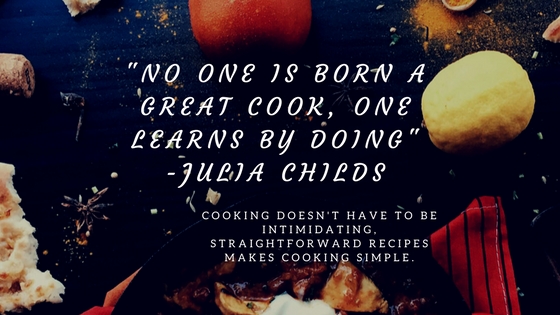 "NO ONE IS BORN A
GREAT COOK, ONE
LEARNS BY DOING"
-JULIA CHILDS
COOKING DOESN'T HAVE TO BE
INTIMIDATING,
STRAIGHTFORWARD RECIPES
MAKES COOKING SIMPLE.